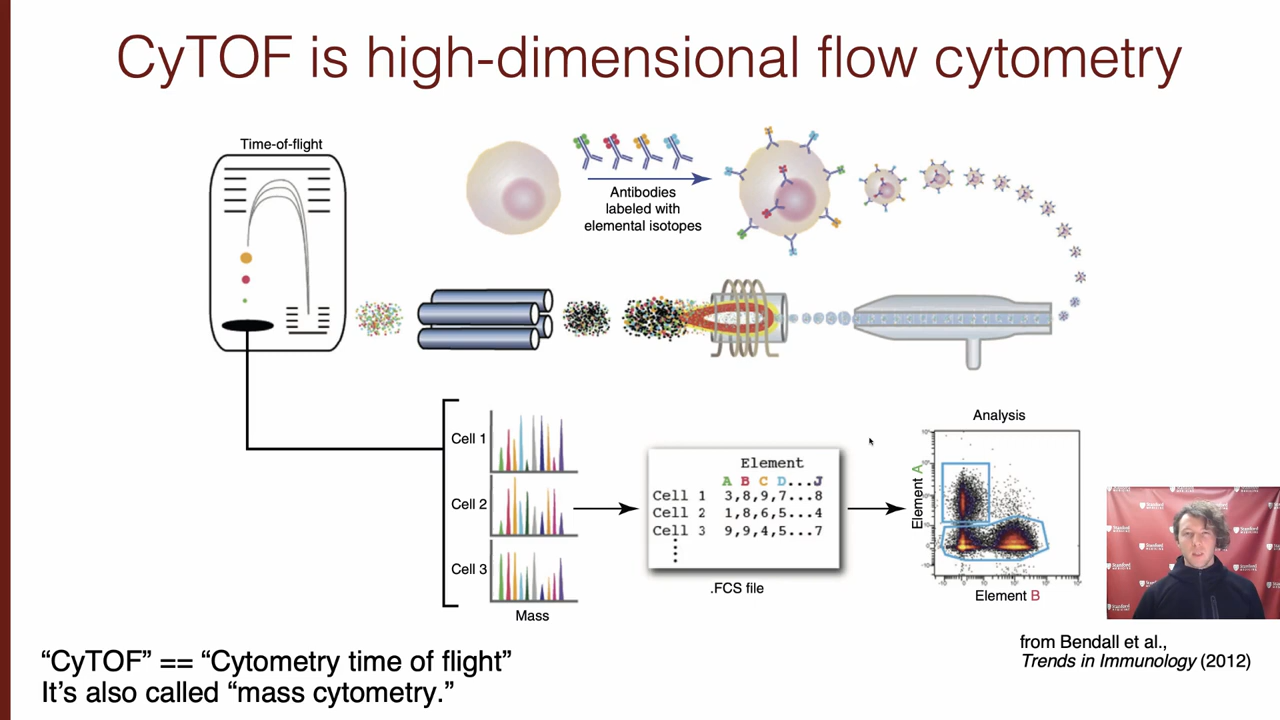 CyTOF is high-dimensional flow cytometry
Time-of-flight
Antibodies
labeled with
elemental isotopes
Cell 1
Cell 2
Cell 3
Mass
Element
A B C D...J
Cell 1 3,8,9,7...8
Cell 2 1,8,6,5...4
Cell 3 9,9,4,5...7
.FCS file
Analysis
Element A
Element B
Stanford
MEDICINE
from Bendall et al.,
Trends in Immunology (2012)
“CyTOF” == “Cytometry time of flight”
It’s also called “mass cytometry.”